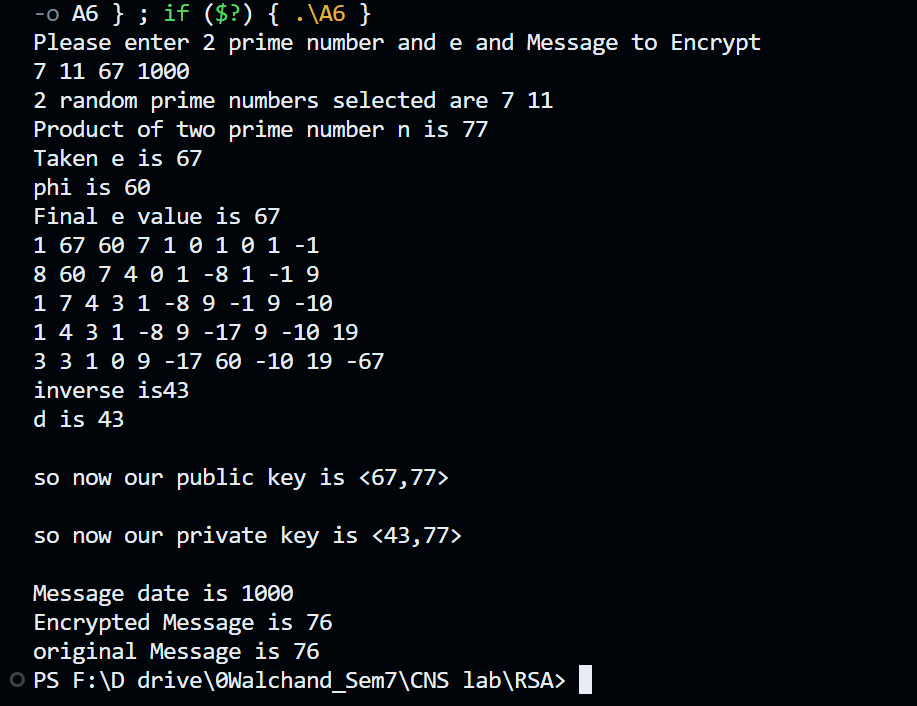 -o A6 } ; if ($?) { .\A6 }
Please enter 2 prime number and e and Message to Encrypt
7 11 67 1000
2 random prime numbers selected are 7 11
Product of two prime number n is 77
Taken e is 67
phi is 60
Final e value is 67
1 67 60 7 1 0 1 0 1 -1
8 60 7 4 0 1 -8 1 -1 9
1 7 4 3 1 -8 9 -1 9 -10
1 4 3 1 -8 9 -17 9 -10 19
3 3 1 0 9 -17 60 -10 19 -67
inverse is43
d is 43
so now our public key is <67,77>
so now our private key is <43,77>
Message date is 1000
Encrypted Message is 76
original Message is 76
PS F:\D drive\0Walchand_Sem7\CNS lab\RSA>